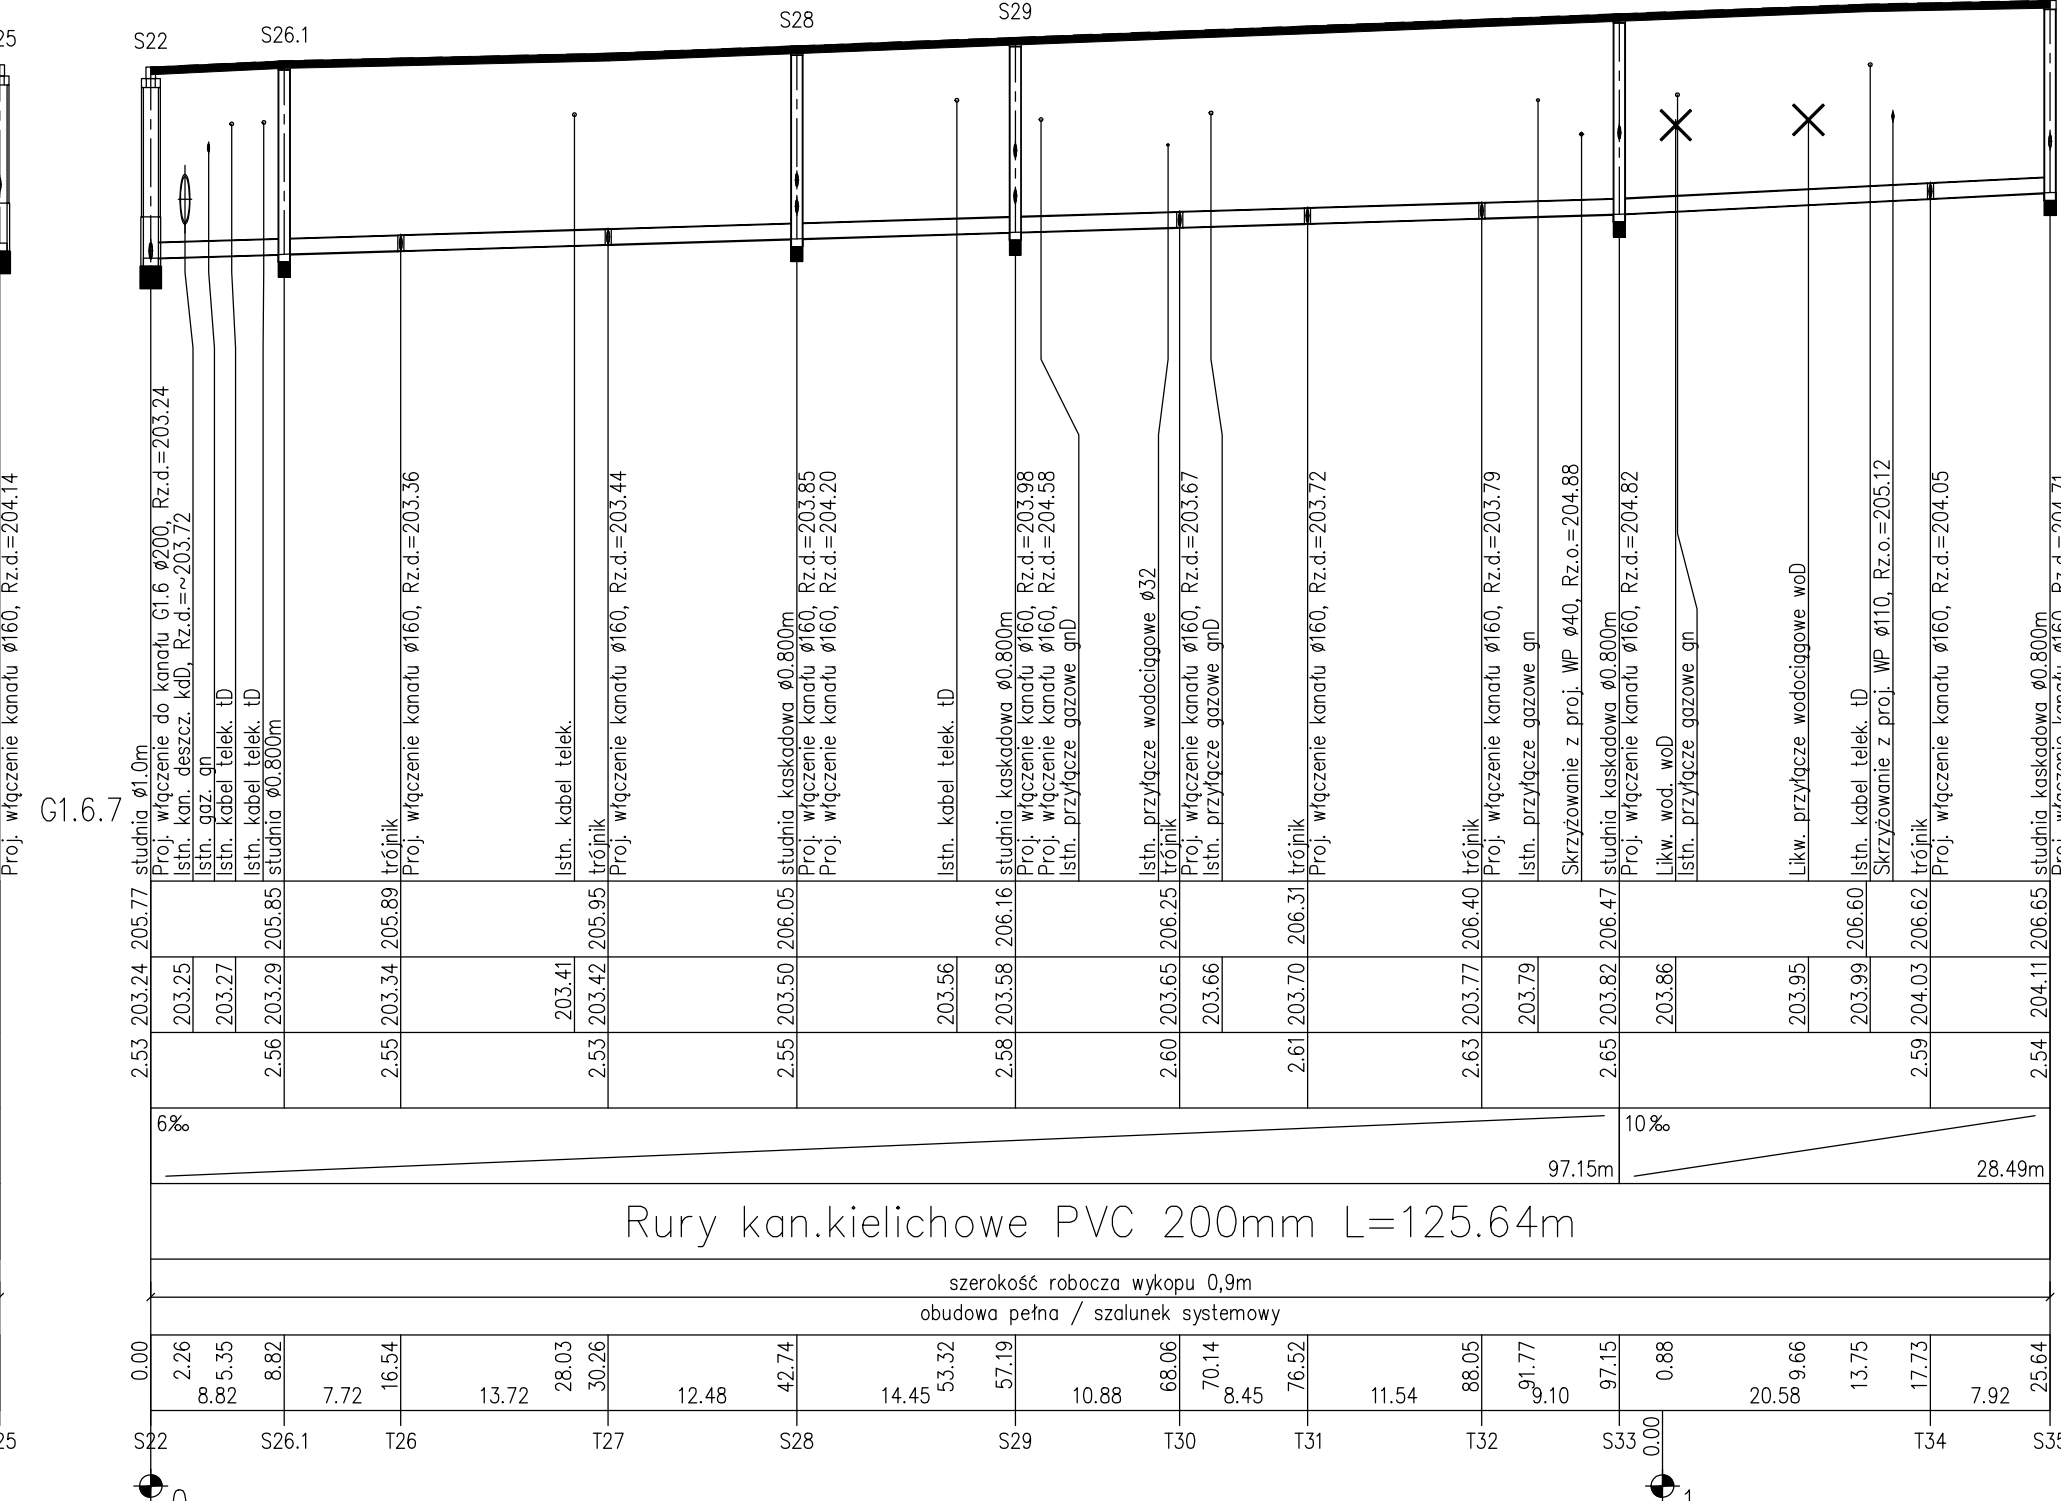 25
S22
S26.1
S28
S29
Proj. włączenie kanału ø160, Rz.d.=204.14
G1.6.7
studnia ø1.0m
Proj. włączenie do kanału G1.6 ø200, Rz.d.=203.24
Istn. kan. deszcz. kdD, Rz.d.=~203.72
Istn. gaz. gn
Istn. kabel telek. tD
Istn. kabel telek. tD
studnia ø0.800m
trójnik
Proj. włączenie kanału ø160, Rz.d.=203.36
Istn. kabel telek.
trójnik
Proj. włączenie kanału ø160, Rz.d.=203.44
studnia kaskadowa ø0.800m
Proj. włączenie kanału ø160, Rz.d.=203.85
Proj. włączenie kanału ø160, Rz.d.=204.20
Istn. kabel telek. tD
studnia kaskadowa ø0.800m
Proj. włączenie kanału ø160, Rz.d.=203.98
Proj. włączenie kanału ø160, Rz.d.=204.58
Istn. przyłącze gazowe gnD
Istn. przyłącze wodociągowe ø32
trójnik
Proj. włączenie kanału ø160, Rz.d.=203.67
Istn. przyłącze gazowe gnD
trójnik
Proj. włączenie kanału ø160, Rz.d.=203.72
trójnik
Proj. włączenie kanału ø160, Rz.d.=203.79
Istn. przyłącze gazowe gn
Skrzyżowanie z proj. WP ø40, Rz.o.=204.88
studnia kaskadowa ø0.800m
Proj. włączenie kanału ø160, Rz.d.=204.82
Likw. wod. woD
Istn. przyłącze gazowe gn
Likw. przyłącze wodociągowe woD
Istn. kabel telek. tD
Skrzyżowanie z proj. WP ø110, Rz.o.=205.12
trójnik
Proj. włączenie kanału ø160, Rz.d.=204.05
studnia kaskadowa ø0.800m
Proj. włączenie kanału ø160, Rz.d.=204.71
205.77 205.85 205.89 205.95 206.05 206.16 206.25 206.31 206.40 206.47 206.60 206.62 206.65
203.24 203.25 203.27 203.29 203.34 203.41 203.42 203.50 203.56 203.58 203.65 203.66 203.70 203.77 203.79 203.82 203.86 203.95 203.99 204.03 204.11
2.53 2.56 2.55 2.53 2.55 2.58 2.60 2.61 2.63 2.65 2.59 2.54
6‰ 10‰
97.15m 28.49m
Rury kan.kielichowe PVC 200mm L=125.64m
szerokość robocza wykopu 0,9m
obudowa pełna / szalunek systemowy
0.00 2.26 5.35 8.82 16.54 28.03 30.26 42.74 53.32 57.19 68.06 70.14 76.52 88.05 91.77 97.15 0.88 9.66 13.75 17.73 25.64
8.82 7.72 13.72 12.48 14.45 10.88 8.45 11.54 9.10 20.58 7.92
25 S22 S26.1 T26 T27 S28 S29 T30 T31 T32 S33 0.00 T34 S35
0 1